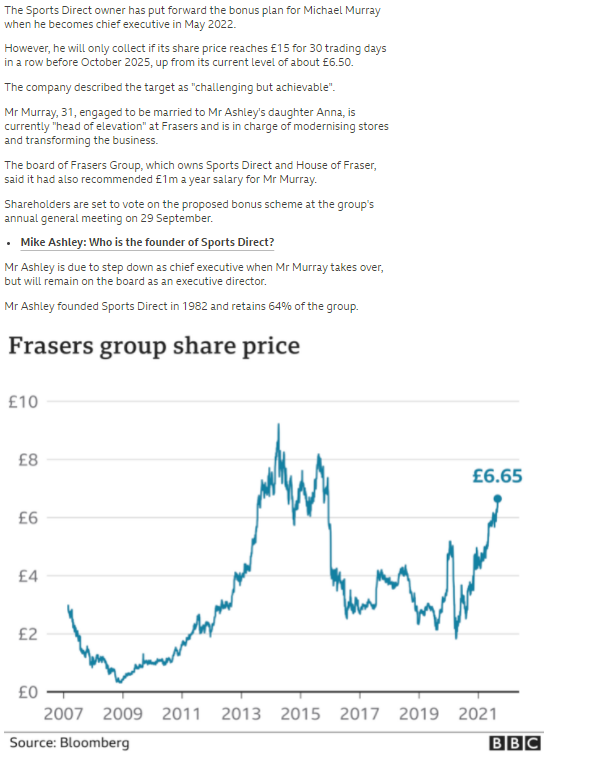 The Sports Direct owner has put forward the bonus plan for Michael Murray
when he becomes chief executive in May 2022.
However, he will only collect if its share price reaches £15 for 30 trading days
in a row before October 2025, up from its current level of about £6.50.
The company described the target as "challenging but achievable".
Mr Murray, 31, engaged to be married to Mr Ashley's daughter Anna, is
currently "head of elevation" at Frasers and is in charge of modernising stores
and transforming the business.
The board of Frasers Group, which owns Sports Direct and House of Fraser,
said it had also recommended £1m a year salary for Mr Murray.
Shareholders are set to vote on the proposed bonus scheme at the group's
annual general meeting on 29 September.
• Mike Ashley: Who is the founder of Sports Direct?
Mr Ashley is due to step down as chief executive when Mr Murray takes over,
but will remain on the board as an executive director.
Mr Ashley founded Sports Direct in 1982 and retains 64% of the group.
Frasers group share price
£10
£8
£6.65
£6
£4
£2
£0
2007 2009 2011 2013 2015 2017 2019 2021
Source: Bloomberg BBC